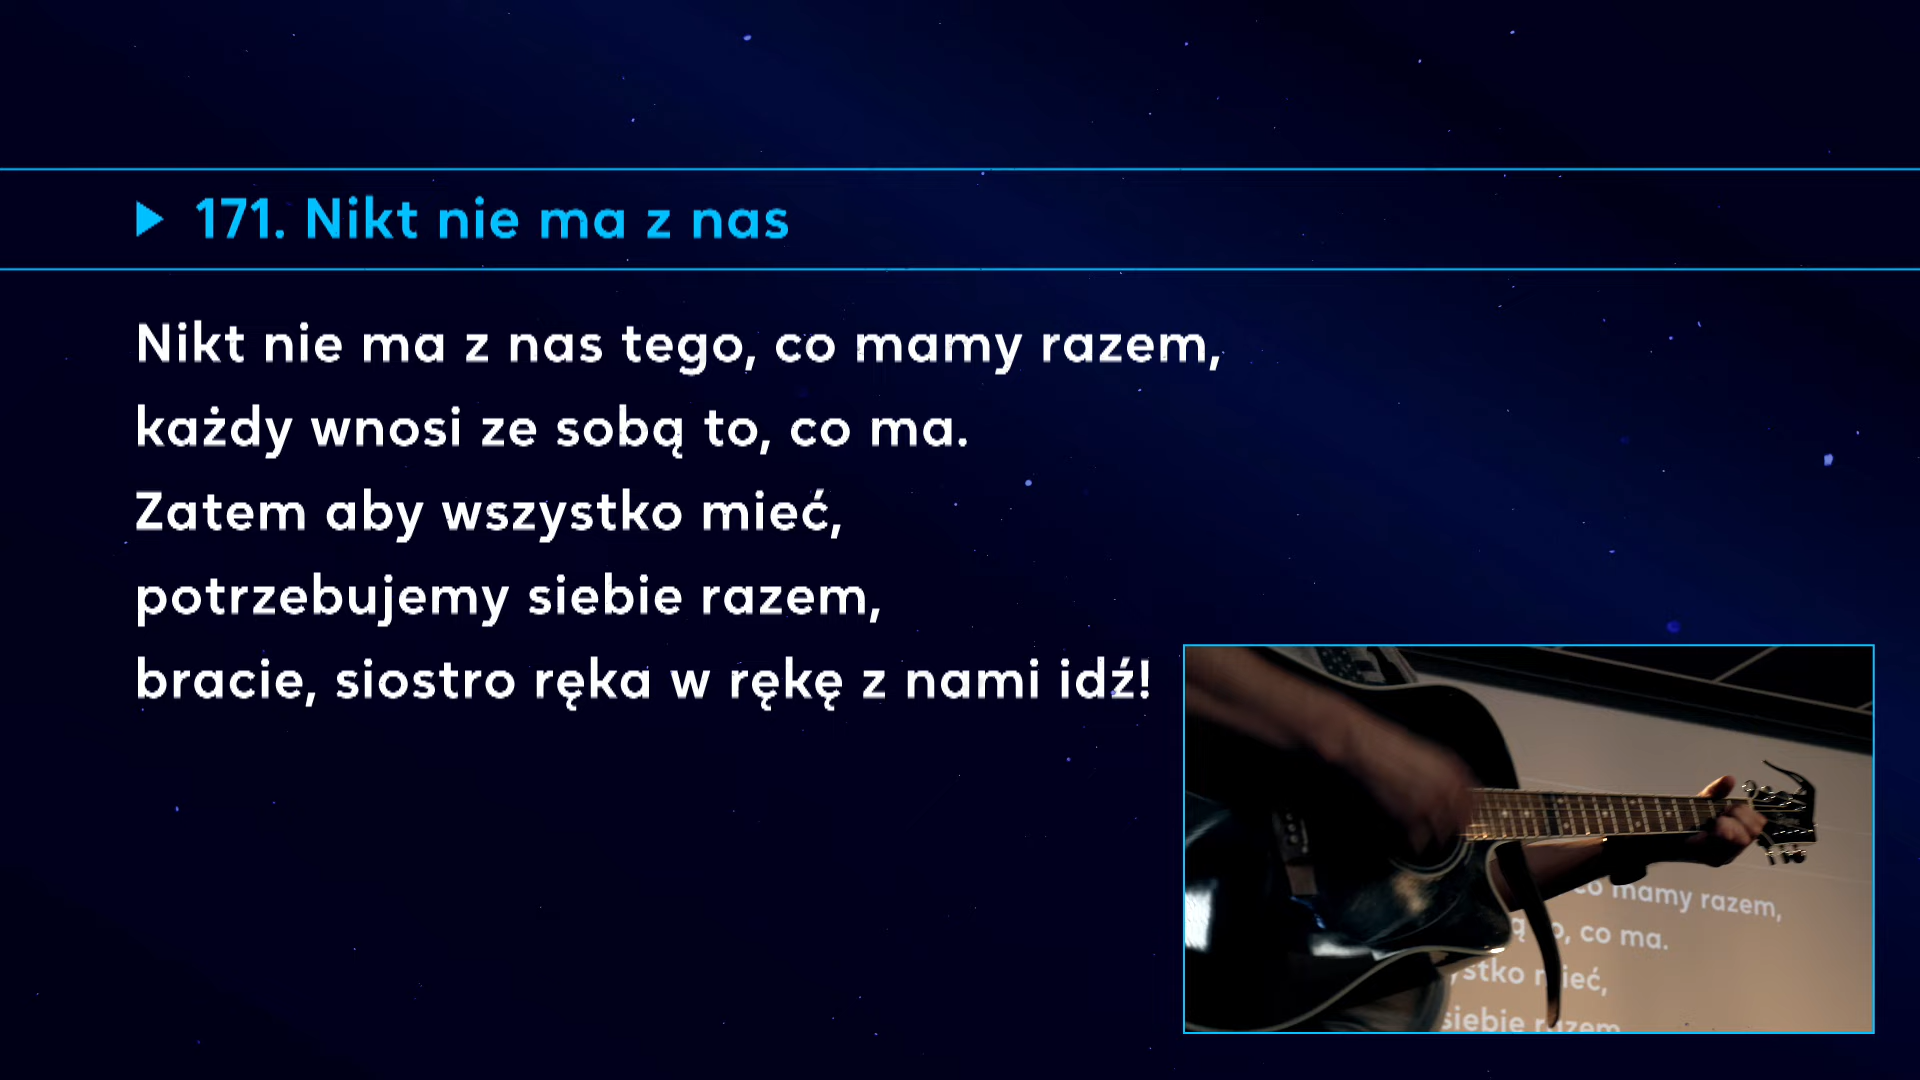 171. Nikt nie ma z nas
Nikt nie ma z nas tego, co mamy razem,
każdy wnosi ze sobą to, co ma.
Zatem aby wszystko mieć,
potrzebujemy siebie razem,
bracie, siostro ręka w rękę z nami idź!
co mamy razem,
co ma.
siebie